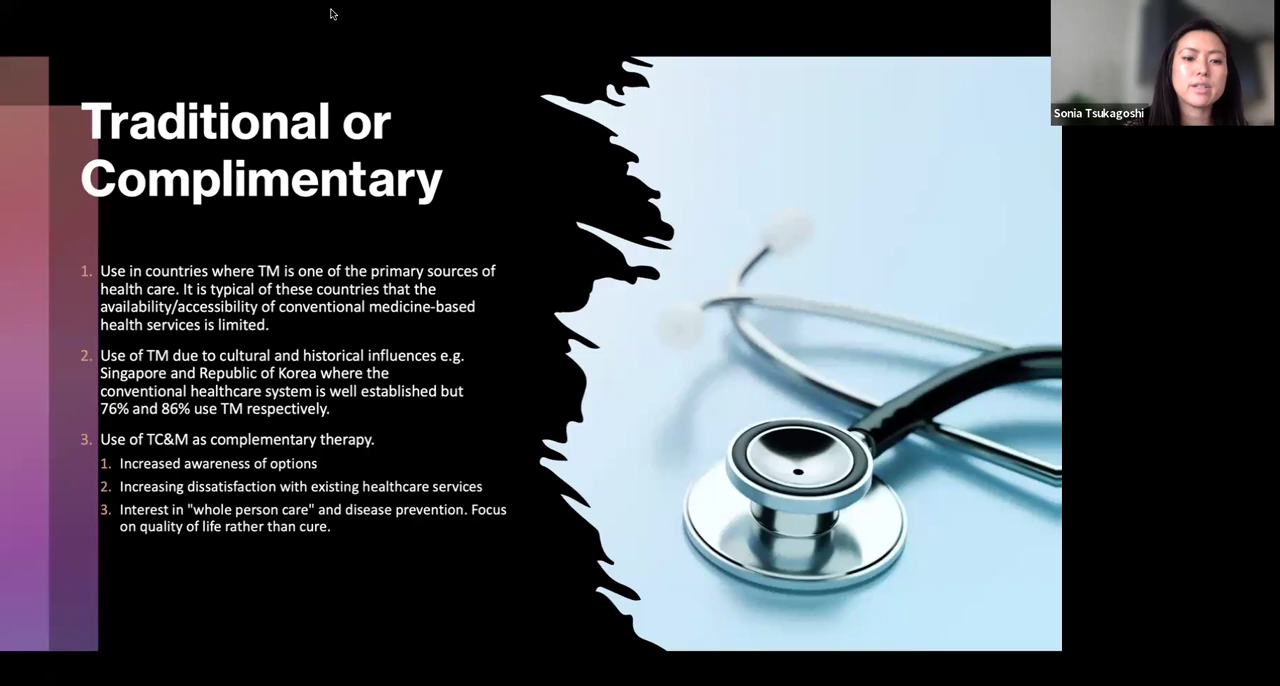 Traditional or
Complimentary
1. Use in countries where TM is one of the primary sources of
health care. It is typical of these countries that the
availability/accessibility of conventional medicine-based
health services is limited.
2. Use of TM due to cultural and historical influences e.g.
Singapore and Republic of Korea where the
conventional healthcare system is well established but
76% and 86% use TM respectively.
3. Use of TC&M as complementary therapy.
1. Increased awareness of options
2. Increasing dissatisfaction with existing healthcare services
3. Interest in "whole person care" and disease prevention. Focus
on quality of life rather than cure.
Sonia Tsukagoshi